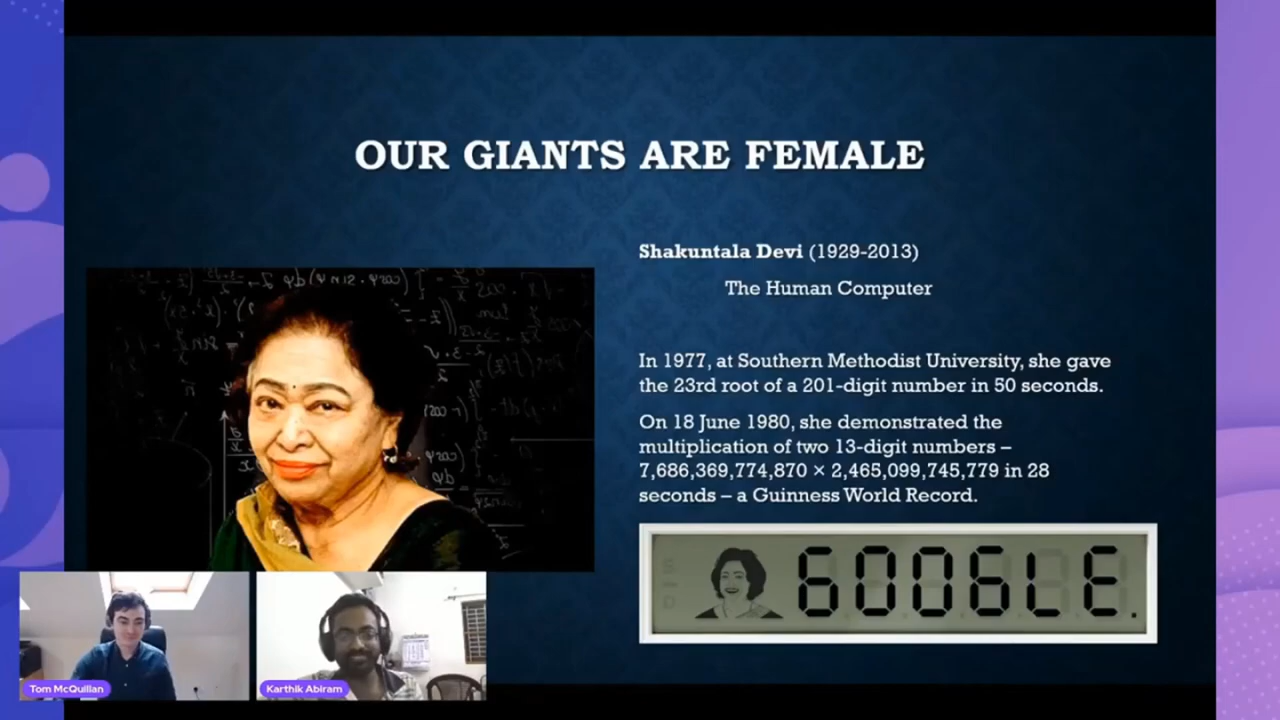 OUR GIANTS ARE FEMALE
Shakuntala Devi (1929-2013)
The Human Computer
In 1977, at Southern Methodist University, she gave
the 23rd root of a 201-digit number in 50 seconds.
On 18 June 1980, she demonstrated the
multiplication of two 13-digit numbers –
7,686,369,774,870 × 2,465,099,745,779 in 28
seconds – a Guinness World Record.
6006LE.
Tom McQuillan
Karthik Abiram